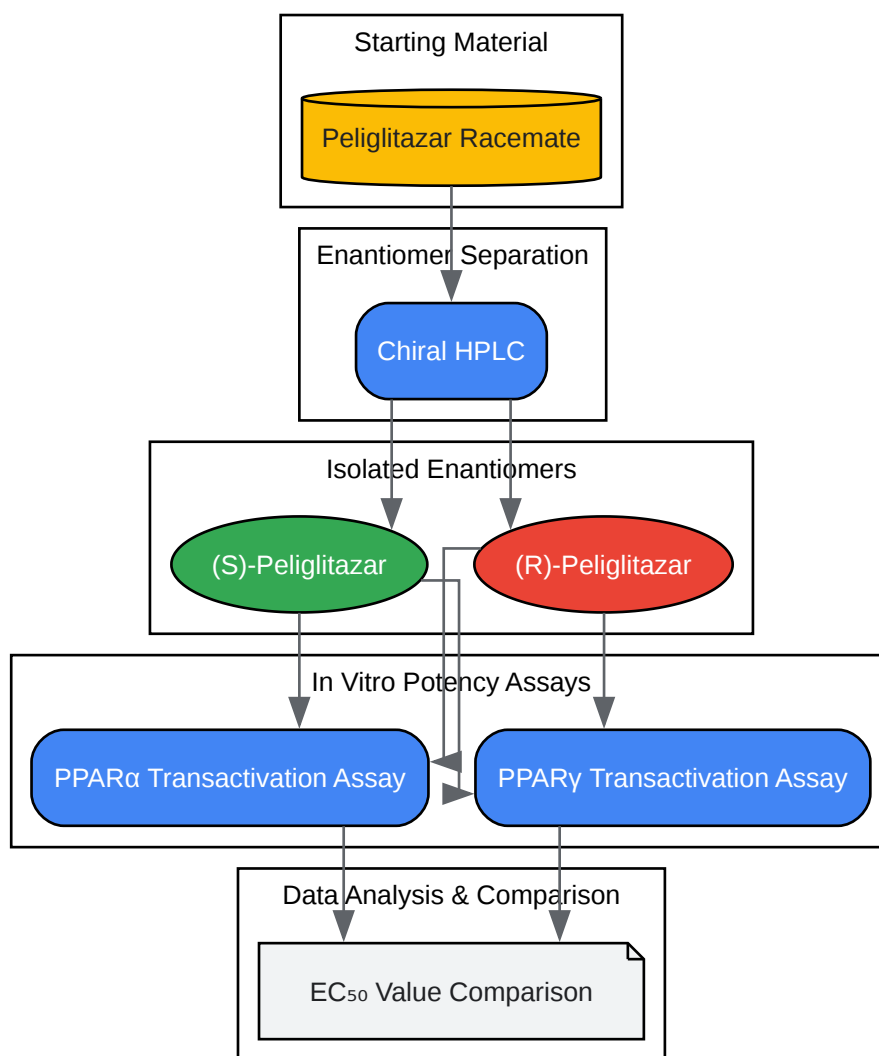 Starting Material
Peliglitazar Racemate
Enantiomer Separation
Chiral HPLC
Isolated Enantiomers
(S)-Peliglitazar
(R)-Peliglitazar
In Vitro Potency Assays
PPARα Transactivation Assay
PPARγ Transactivation Assay
Data Analysis & Comparison
EC₅₀ Value Comparison